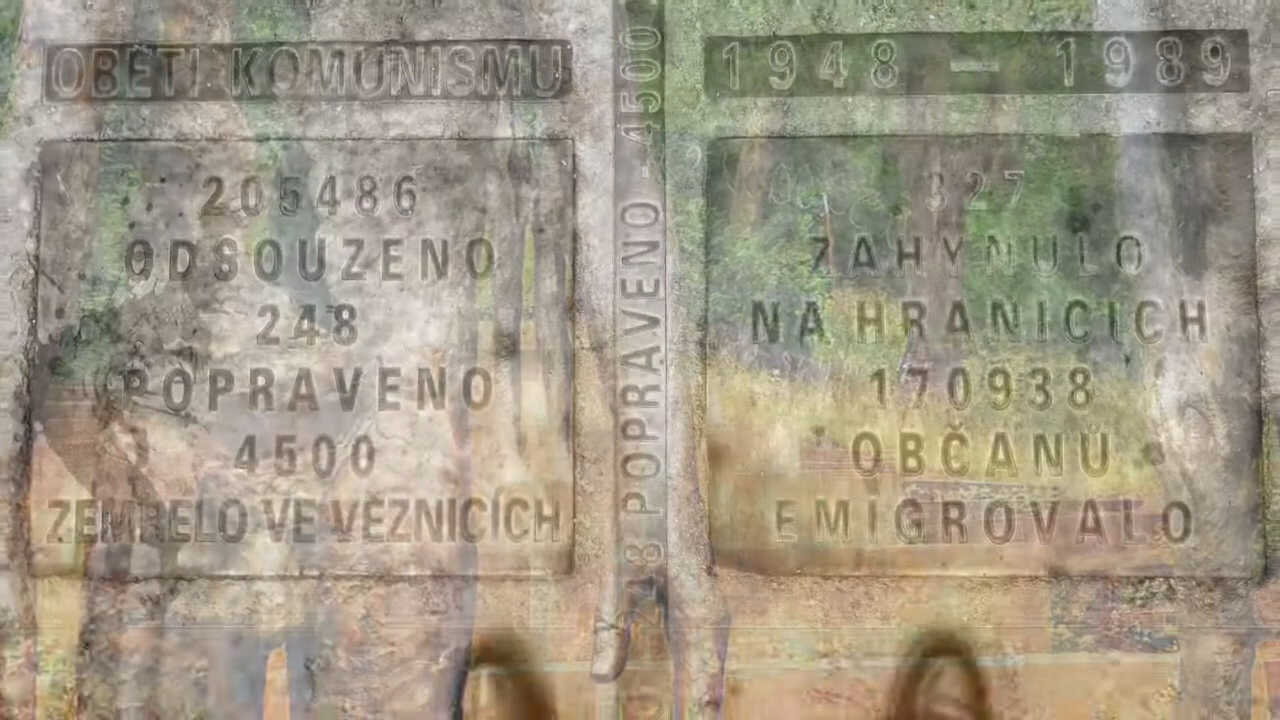 OBĚTI KOMUNISMU
205486
ODSOUZENO
248
POPRAVENO
4500
ZEMŘELO VE VĚZNICÍCH
248 POPRAVENO - 4500
1948 - 1989
327
ZAHYNULO
NA HRANICÍCH
170938
OBČANŮ
EMIGROVALO